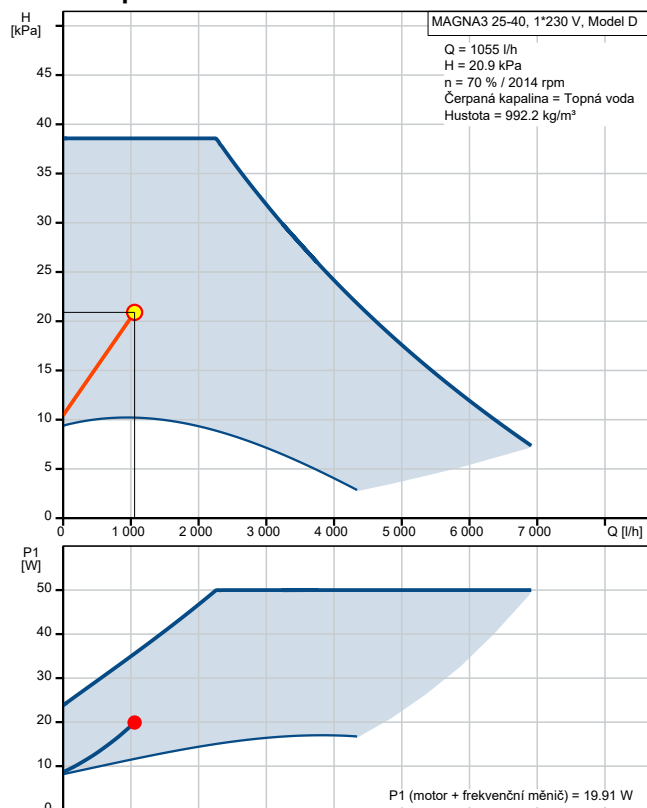 H
[kPa]
MAGNA3 25-40, 1*230 V, Model D
Q = 1055 l/h
H = 20.9 kPa
n = 70 % / 2014 rpm
Čerpaná kapalina = Topná voda
Hustota = 992.2 kg/m³
45
40
35
30
25
20
15
10
5
0
0 1 000 2 000 3 000 4 000 5 000 6 000 7 000 Q [l/h]
P1
[W]
50
40
30
20
10
0
P1 (motor + frekvenční měnič) = 19.91 W